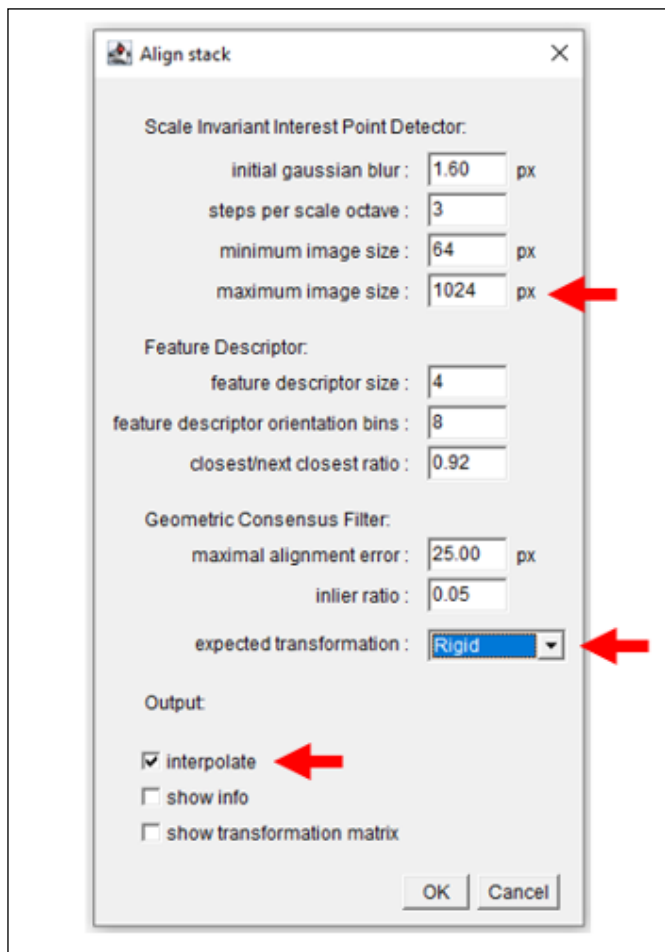 Align stack
Scale Invariant Interest Point Detector:
initial gaussian blur : 1.60 px
steps per scale octave : 3
minimum image size : 64 px
maximum image size : 1024 px
Feature Descriptor:
feature descriptor size : 4
feature descriptor orientation bins : 8
closest/next closest ratio : 0.92
Geometric Consensus Filter:
maximal alignment error : 25.00 px
inlier ratio : 0.05
expected transformation : Rigid
Output:
interpolate
show info
show transformation matrix
OK Cancel